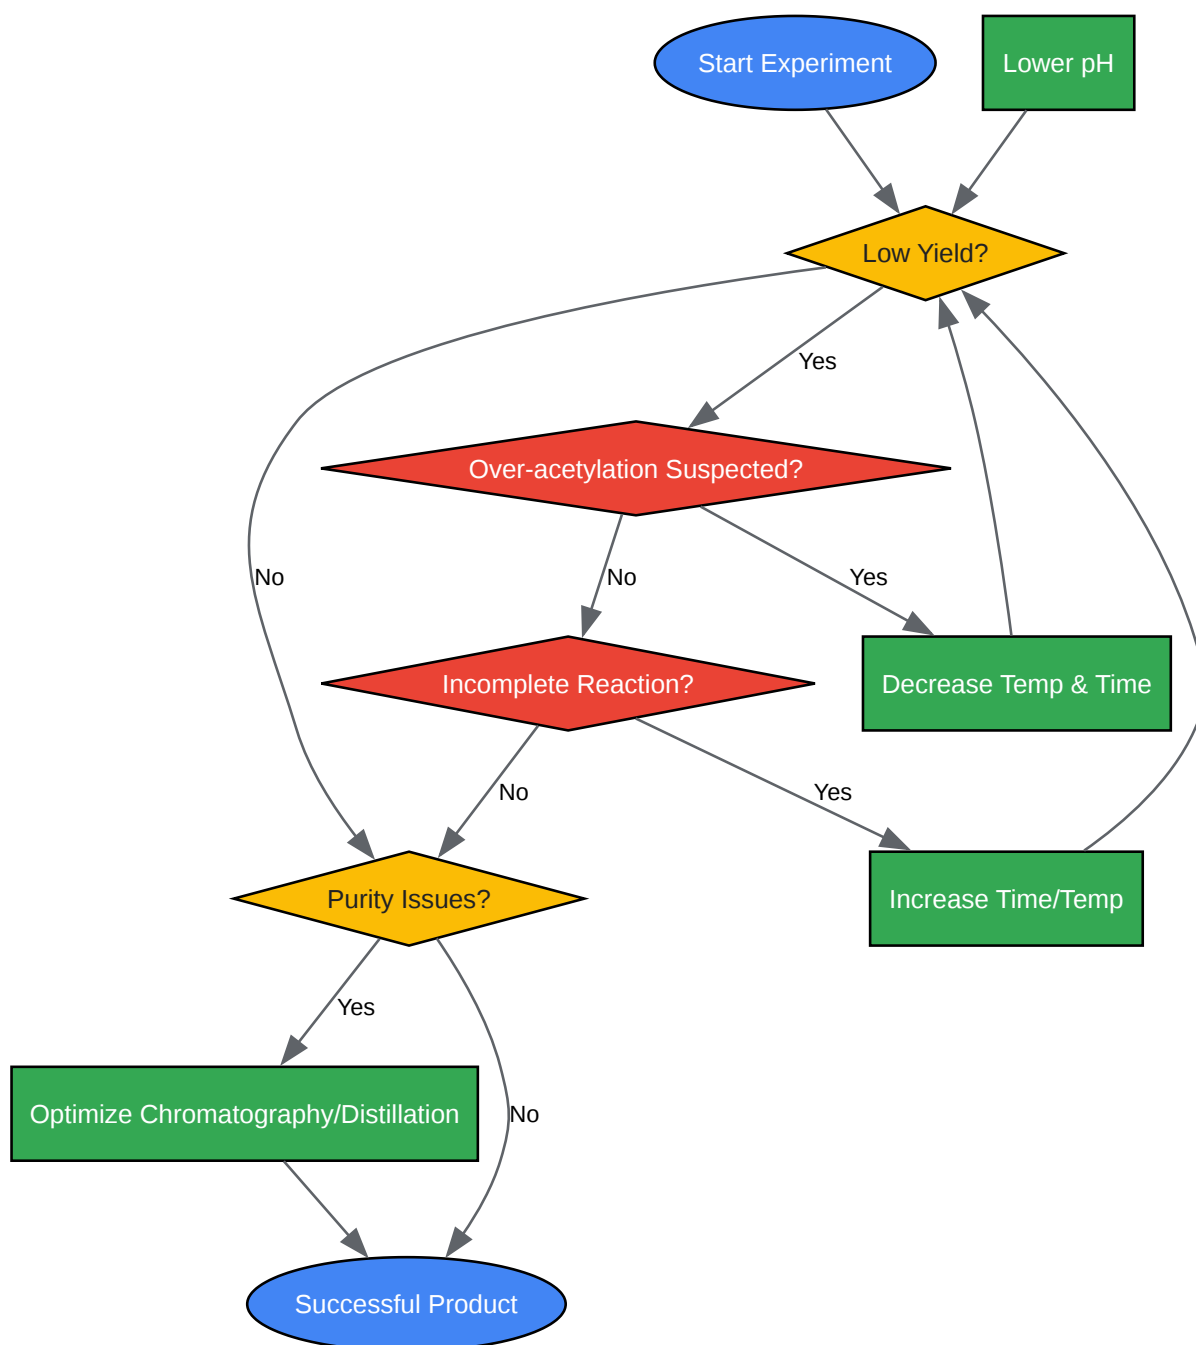 Start Experiment
Lower pH
Low Yield?
Yes
Over-acetylation Suspected?
No
No
Yes
Incomplete Reaction?
Decrease Temp & Time
No
Yes
Purity Issues?
Increase Time/Temp
Yes
Optimize Chromatography/Distillation
No
Successful Product